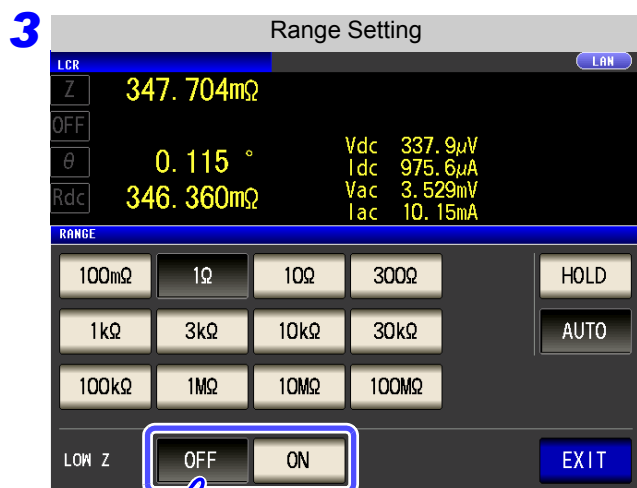 3
Range Setting
LCR
LAN
Z 347.704mΩ
OFF
θ 0.115 °
Rdc 346.360mΩ
Vdc 337.9μV
Idc 975.6μA
Vac 3.529mV
Iac 10.15mA
RANGE
100mΩ 1Ω 10Ω 300Ω HOLD
1kΩ 3kΩ 10kΩ 30kΩ AUTO
100kΩ 1MΩ 10MΩ 100MΩ
LOW Z OFF ON EXIT